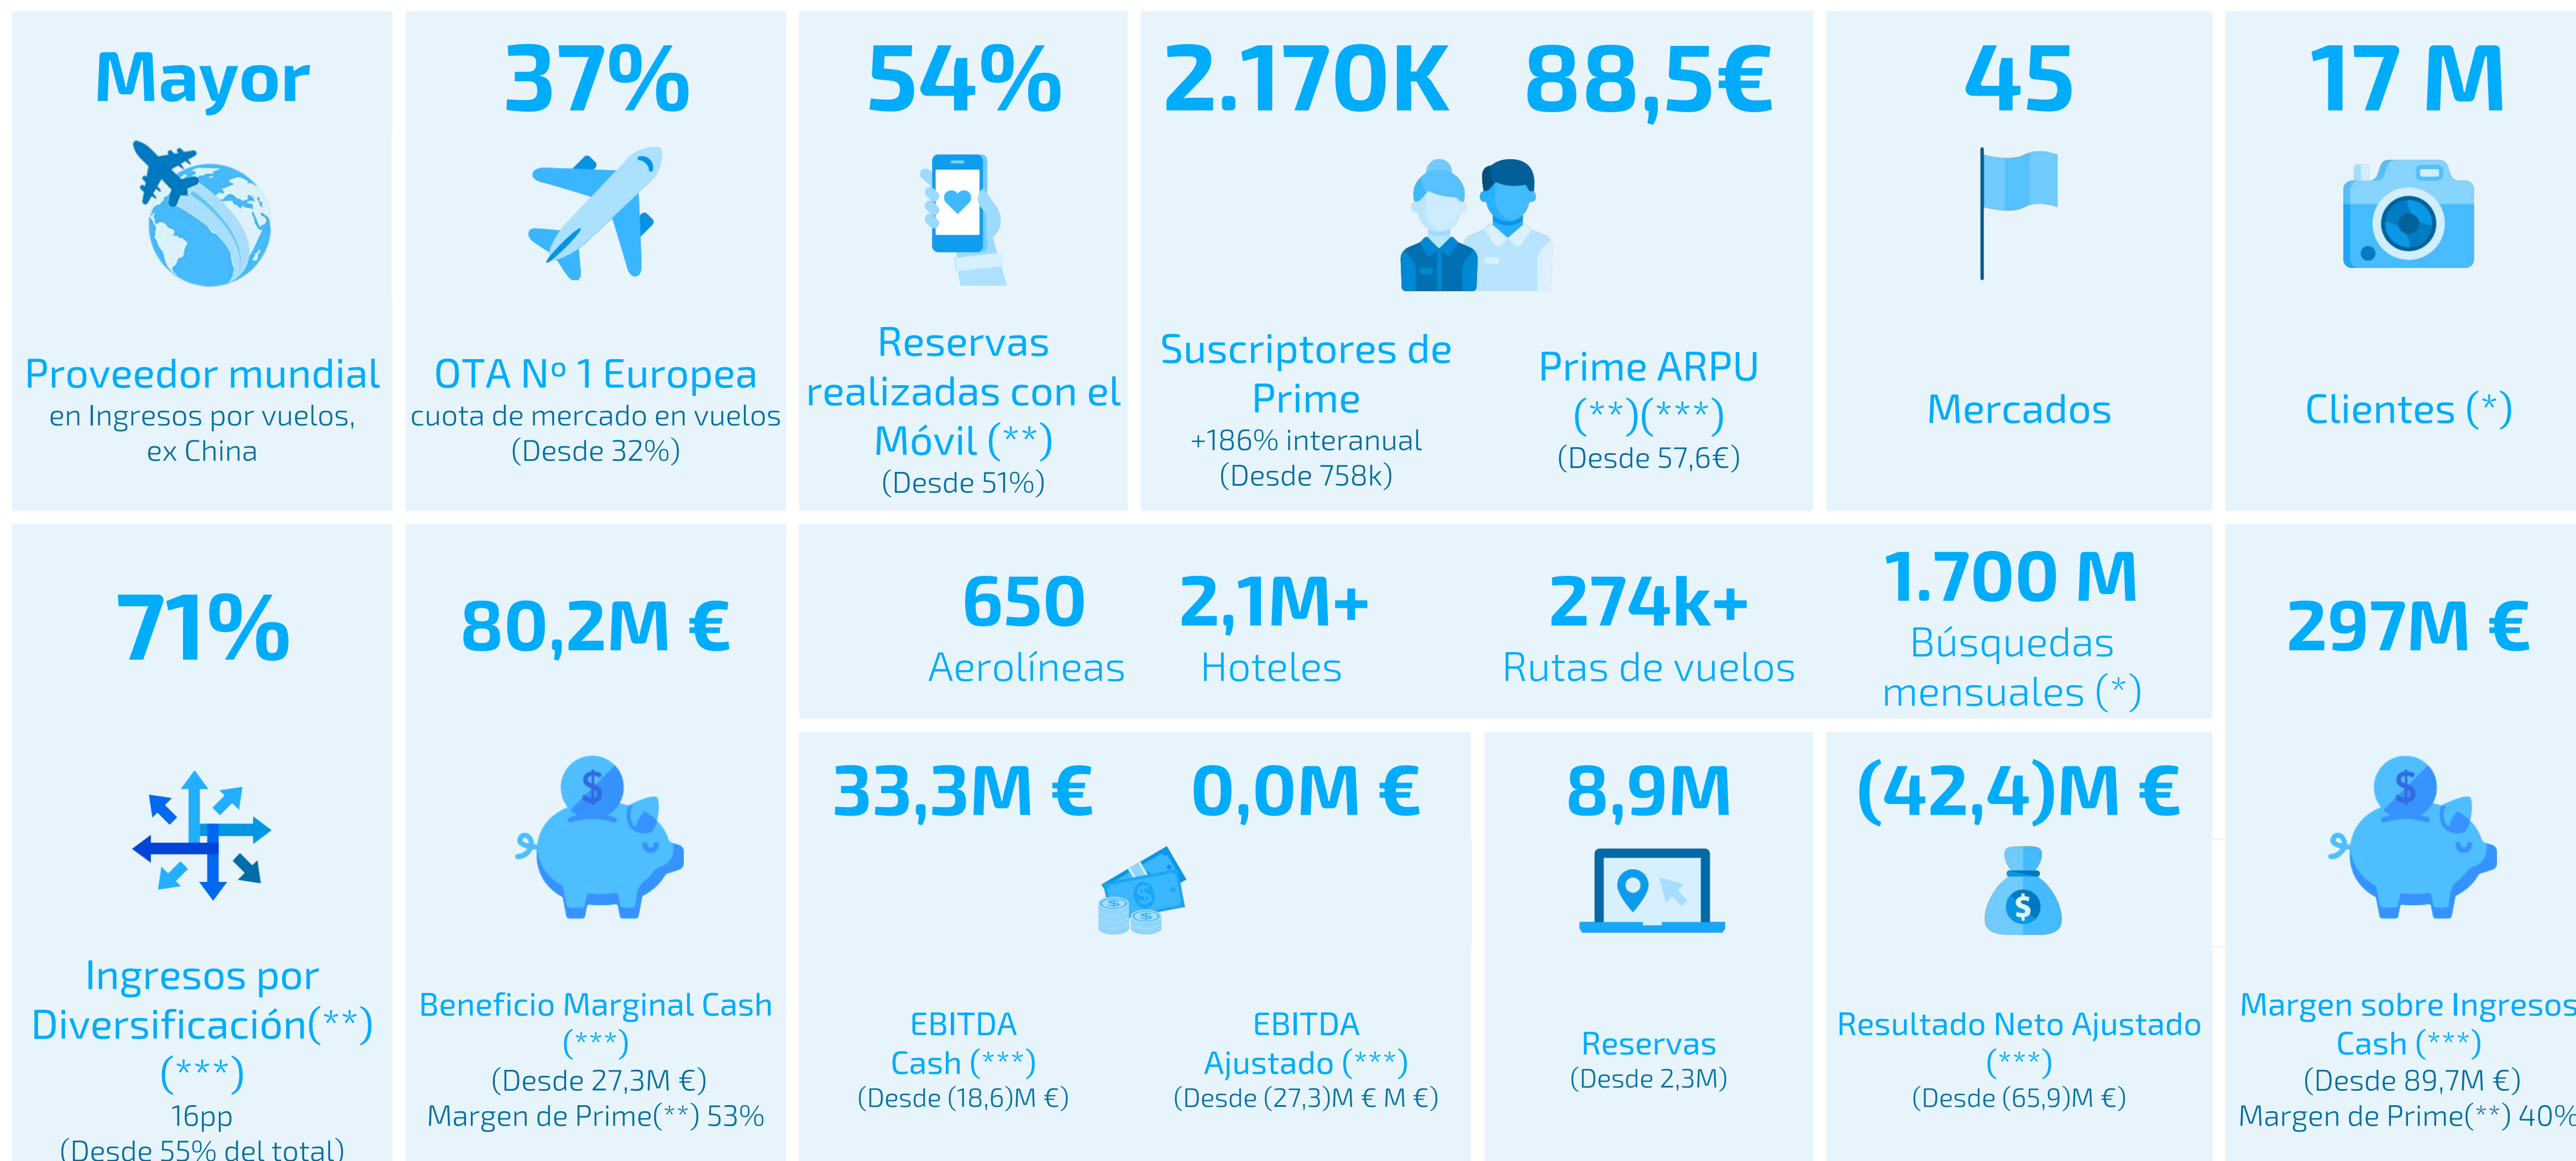 Mayor
Proveedor mundial
en Ingresos por vuelos,
ex China
37%
OTA Nº 1 Europea
cuota de mercado en vuelos
(Desde 32%)
54%
Reservas
realizadas con el
Móvil (**)
(Desde 51%)
2.170K
Suscriptores de
Prime
+186% interanual
(Desde 758k)
88,5€
Prime ARPU
(**)(***)
(Desde 57,6€)
45
Mercados
17 M
Clientes (*)
71%
Ingresos por
Diversificación(**)
(***)
16pp
(Desde 55% del total)
80,2M €
$
Beneficio Marginal Cash
(***)
(Desde 27,3M €)
Margen de Prime(**) 53%
650
Aerolíneas
2,1M+
Hoteles
274k+
Rutas de vuelos
1.700 M
Búsquedas
mensuales (*)
33,3M €
EBITDA
Cash (***)
(Desde (18,6)M €)
0,0M €
EBITDA
Ajustado (***)
(Desde (27,3)M € M €)
8,9M
Reservas
(Desde 2,3M)
(42,4)M €
$
Resultado Neto Ajustado
(***)
(Desde (65,9)M €)
297M €
$
Margen sobre Ingresos
Cash (***)
(Desde 89,7M €)
Margen de Prime(**) 40%